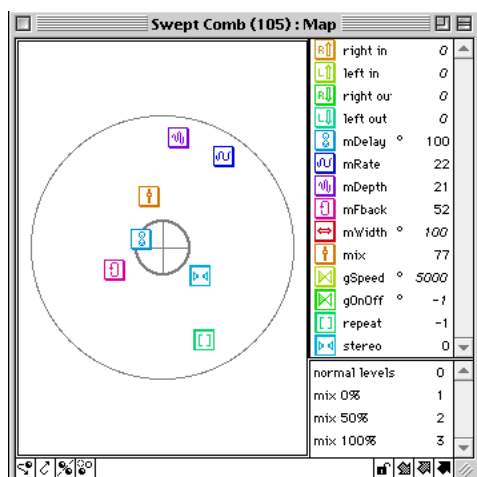 Swept Comb (105) : Map
right in 0
left in 0
right our 0
left out 0
mDelay ° 100
mRate 22
mDepth 21
mFback 52
mWidth ° 100
mix 77
gSpeed ° 5000
gOnOff ° -1
repeat -1
stereo 0
normal levels 0
mix 0% 1
mix 50% 2
mix 100% 3